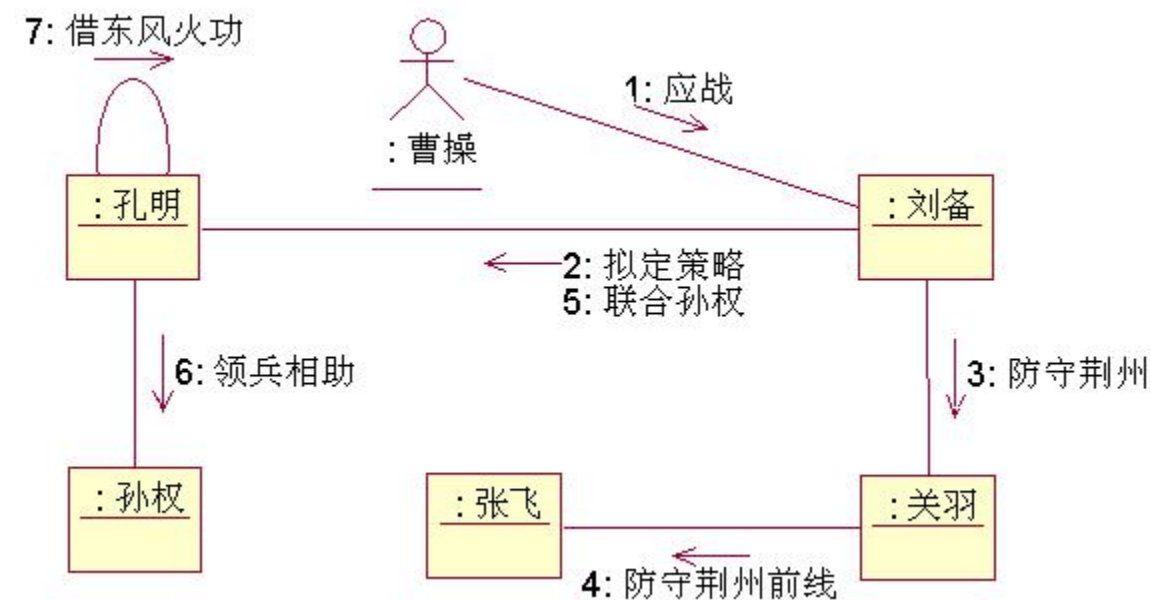 7: 借东风火功
1: 应战
: 曹操
: 孔明
: 刘备
2: 拟定策略
5: 联合孙权
6: 领兵相助
3: 防守荆州
: 孙权
: 张飞
: 关羽
4: 防守荆州前线